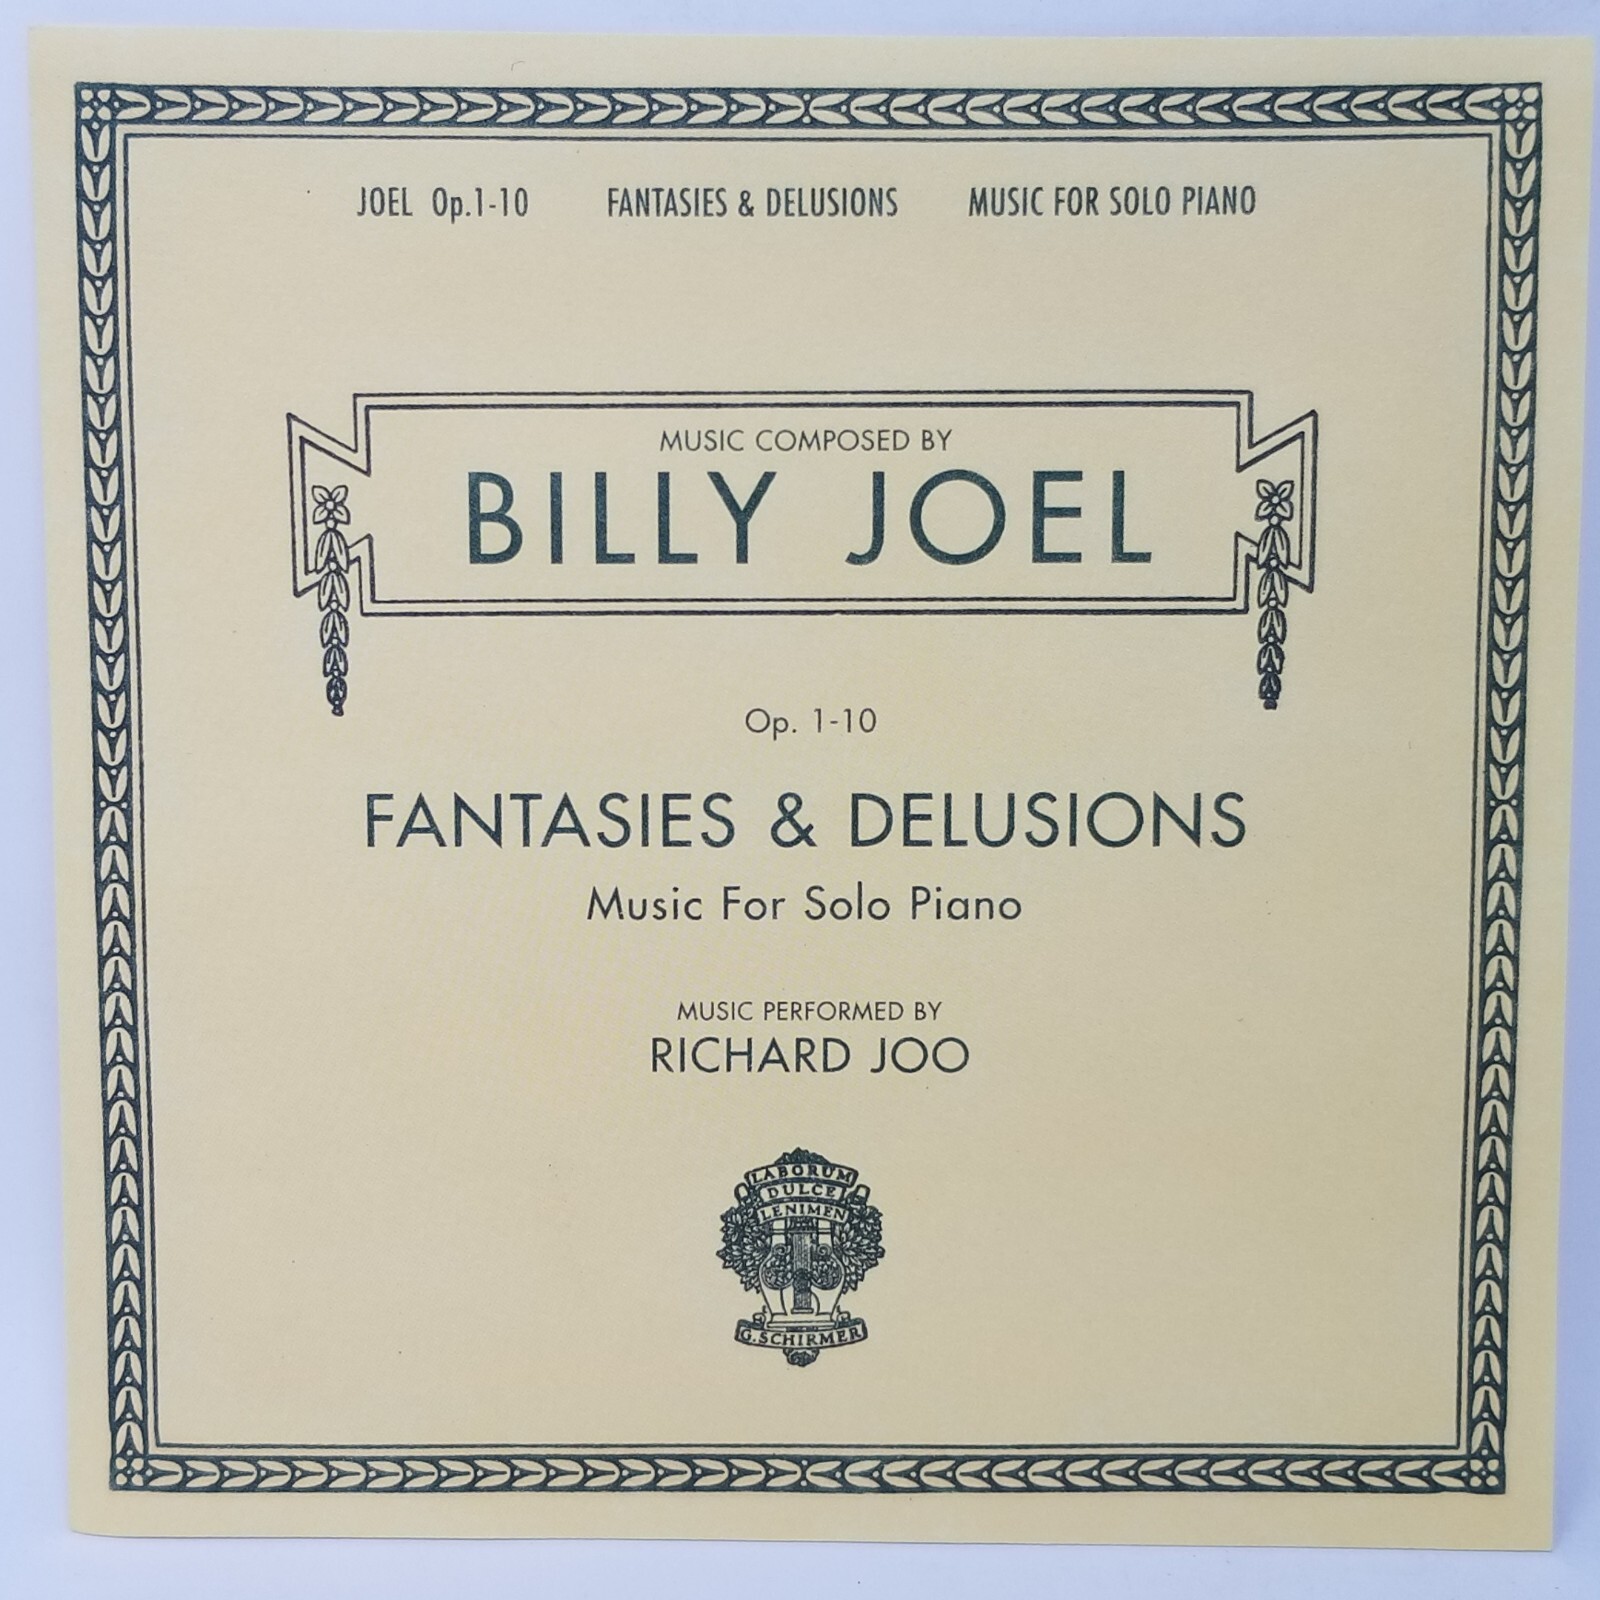 JOEL Op.1-10 FANTASIES & DELUSIONS MUSIC FOR SOLO PIANO
MUSIC COMPOSED BY
BILLY JOEL
Op. 1-10
FANTASIES & DELUSIONS
Music For Solo Piano
MUSIC PERFORMED BY
RICHARD JOO
LABORUM
DULCE
LENIMEN
G. SCHIRMER